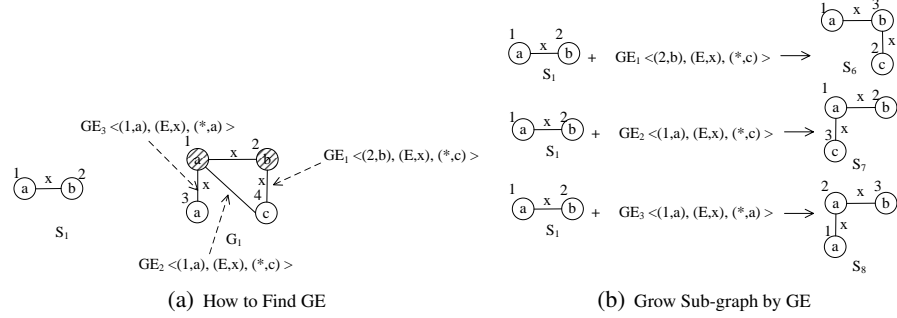 1 a x b 2
S1
GE3 <(1,a), (E,x), (*,a) >
1 a x 2 b
x x
3 a 4 c
G1
GE1 <(2,b), (E,x), (*,c) >
GE2 <(1,a), (E,x), (*,c) >
(a) How to Find GE
1 a x 2 b
S1
+ GE1 <(2,b), (E,x), (*,c) >
1 a x 3 b
x
2 c
S6
1 a x 2 b
S1
+ GE2 <(1,a), (E,x), (*,c) >
1 a x 2 b
x
3 c
S7
1 a x 2 b
S1
+ GE3 <(1,a), (E,x), (*,a) >
2 a x 3 b
x
1 a
S8
(b) Grow Sub-graph by GE